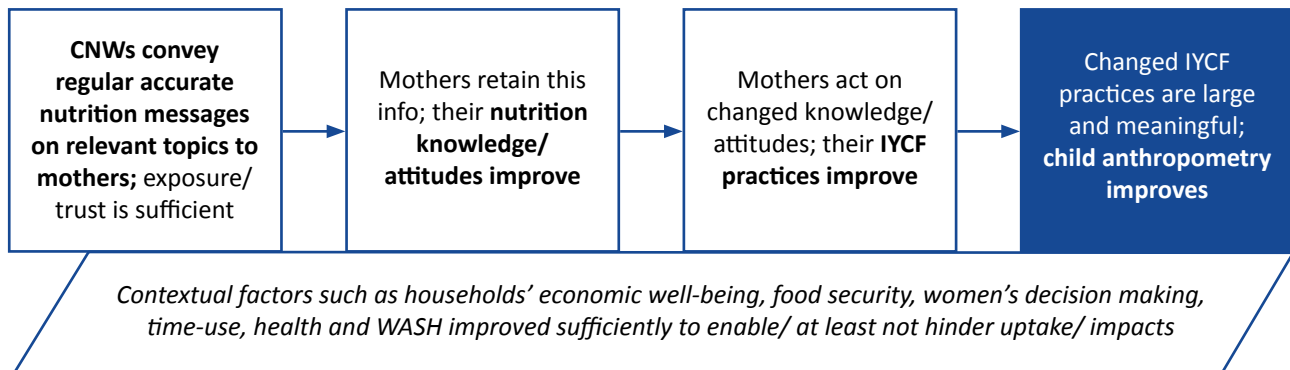 CNWs convey
regular accurate
nutrition messages
on relevant topics to
mothers; exposure/
trust is sufficient
Mothers retain this
info; their nutrition
knowledge/
attitudes improve
Mothers act on
changed knowledge/
attitudes; their IYCF
practices improve
Changed IYCF
practices are large
and meaningful;
child anthropometry
improves
Contextual factors such as households’ economic well-being, food security, women’s decision making,
time-use, health and WASH improved sufficiently to enable/ at least not hinder uptake/ impacts